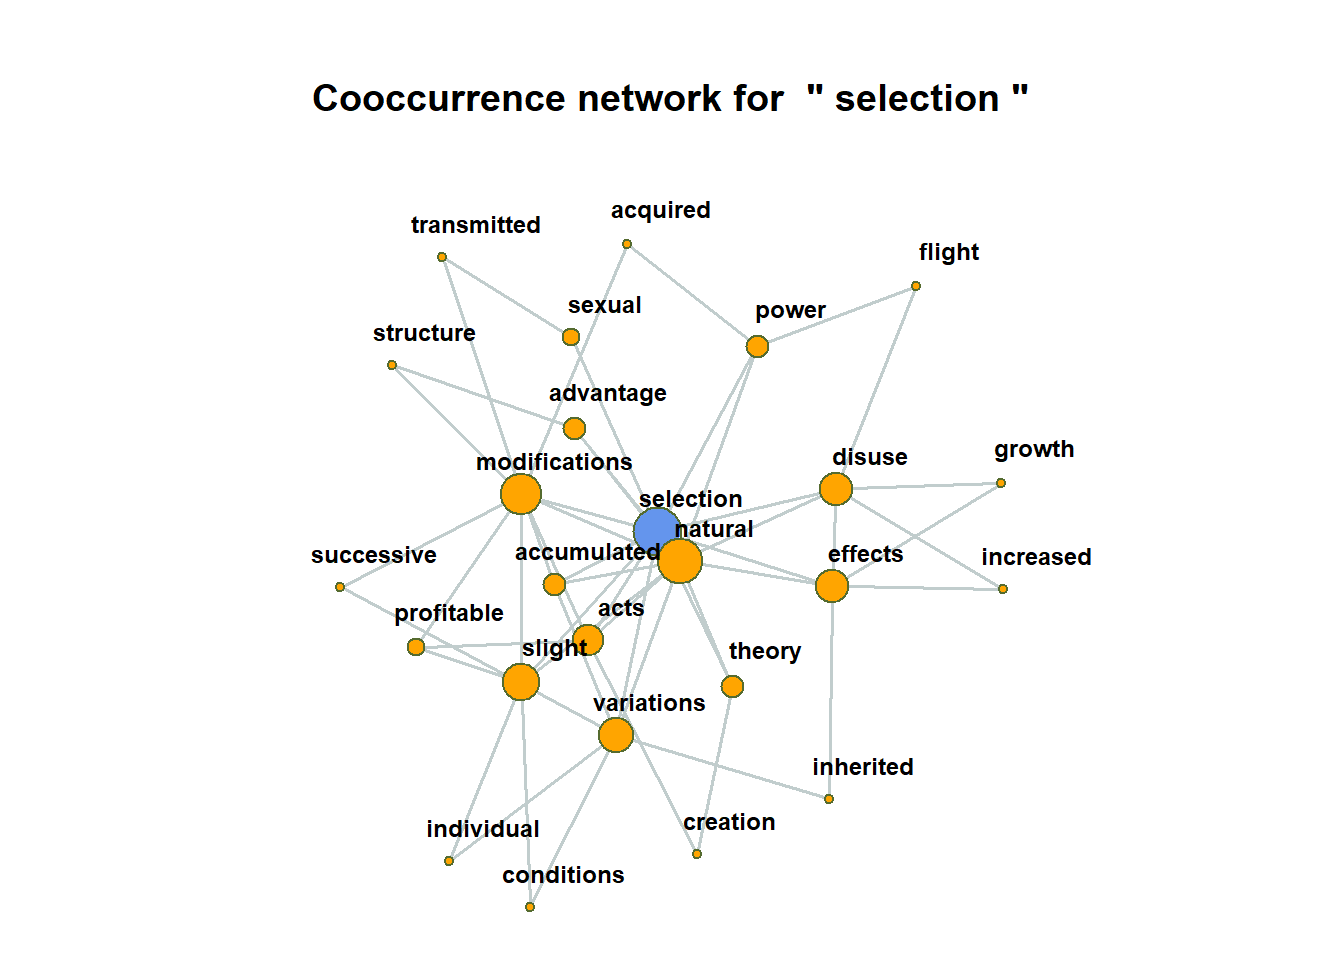 Cooccurrence network for " selection "
acquired
transmitted
flight
sexual
power
structure
advantage
growth
disuse
modifications
selection
natural
accumulated
effects
successive
increased
acts
profitable
slight
theory
variations
inherited
creation
individual
conditions